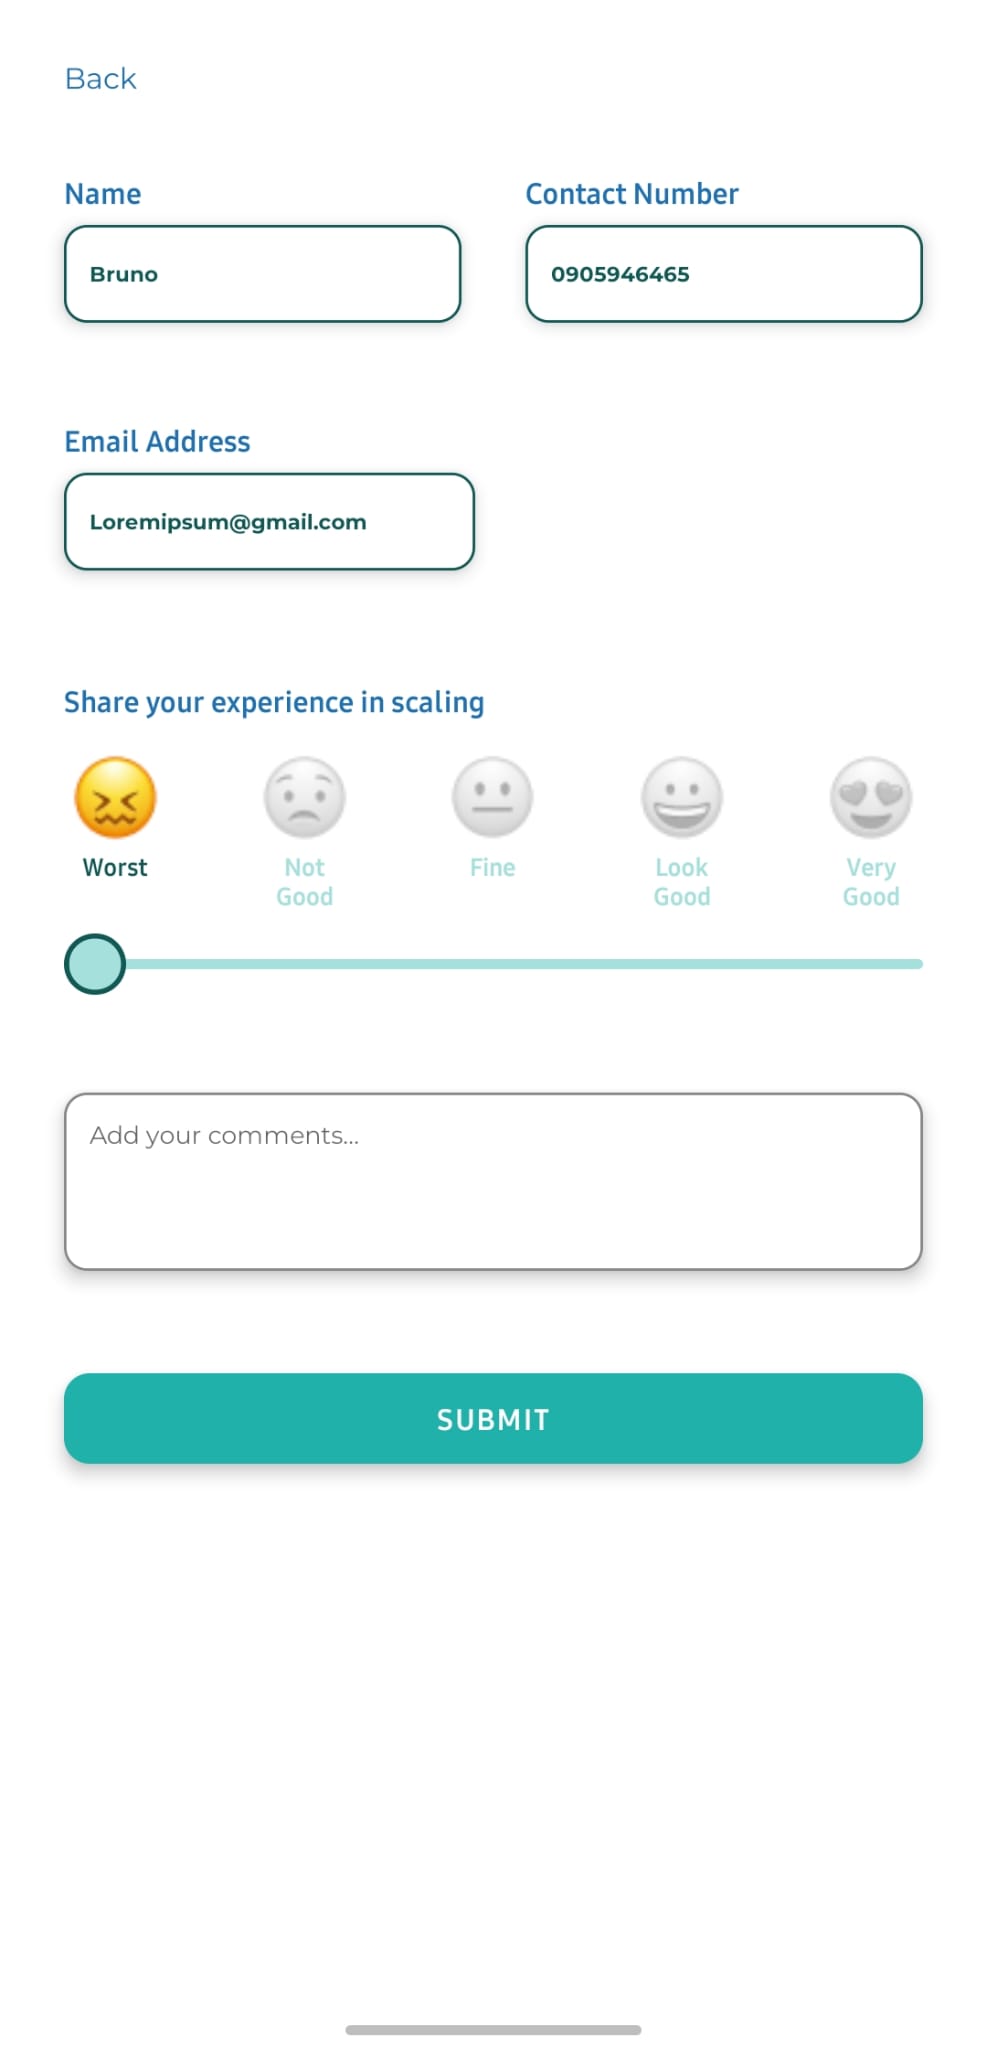 Back
Name
Contact Number
Bruno
0905946465
Email Address
Loremipsum@gmail.com
Share your experience in scaling
Worst
Not
Good
Fine
Look
Good
Very
Good
Add your comments...
SUBMIT